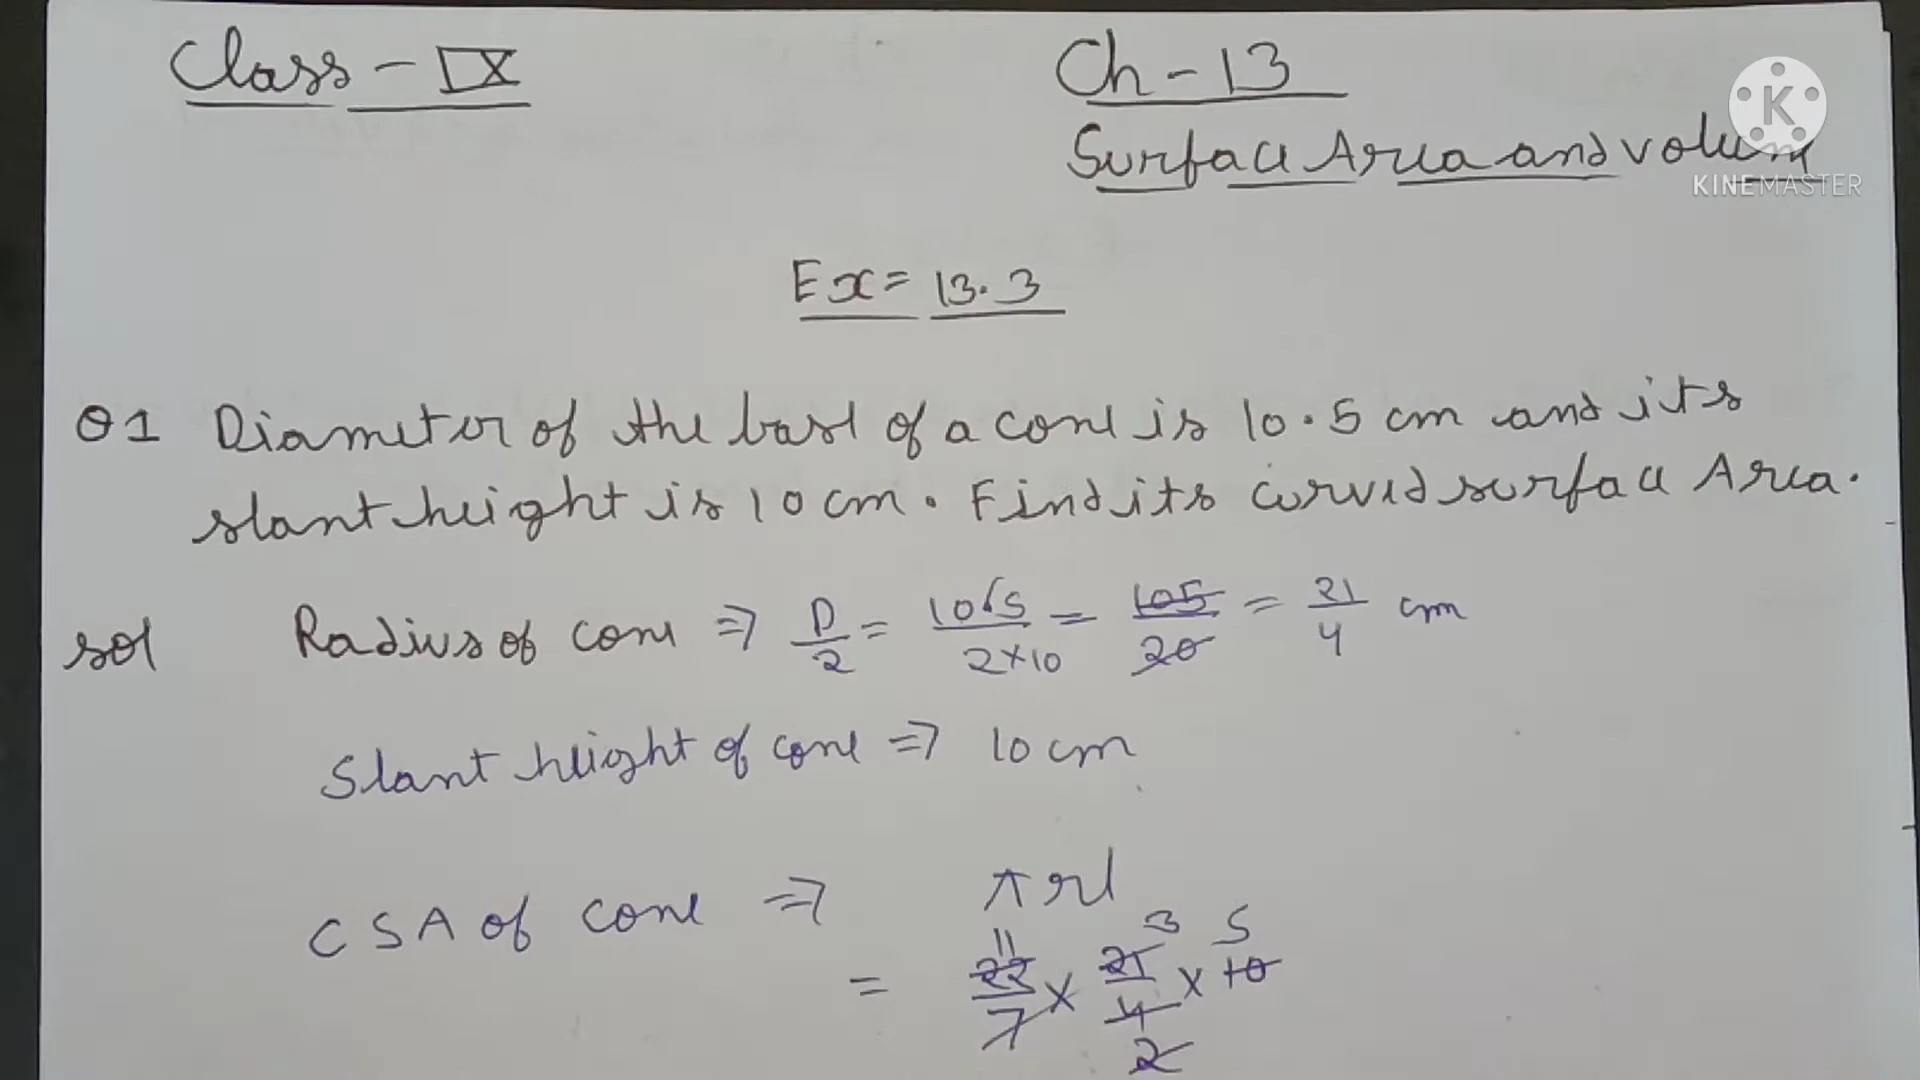 Class - IX
Ch - 13
Surface Area and volum
K
KINEMASTER
Ex = 13.3
Q1 Diameter of the base of a cone is 10.5 cm and its
slant height is 10 cm. Find its curved surface Area.
sol Radius of cone ⇒ D/2 = 105/2×10 = 105/20 = 21/4 cm
Slant height of cone ⇒ 10 cm
CSA of cone ⇒ πrl
11 3 5
= 22/7 × 21/4 × 10
2